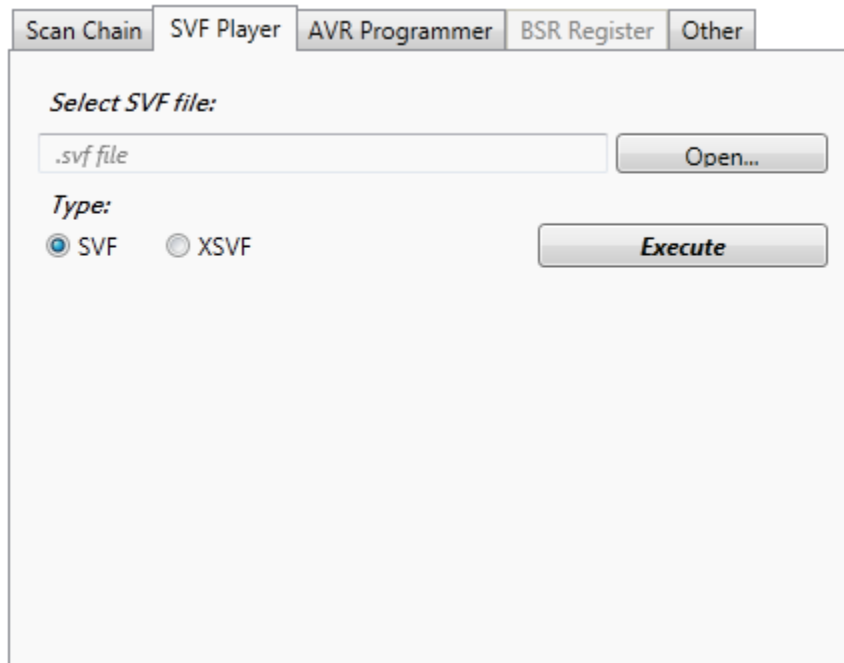 Scan Chain SVF Player AVR Programmer BSR Register Other
Select SVF file:
.svf file Open...
Type:
SVF XSVF Execute